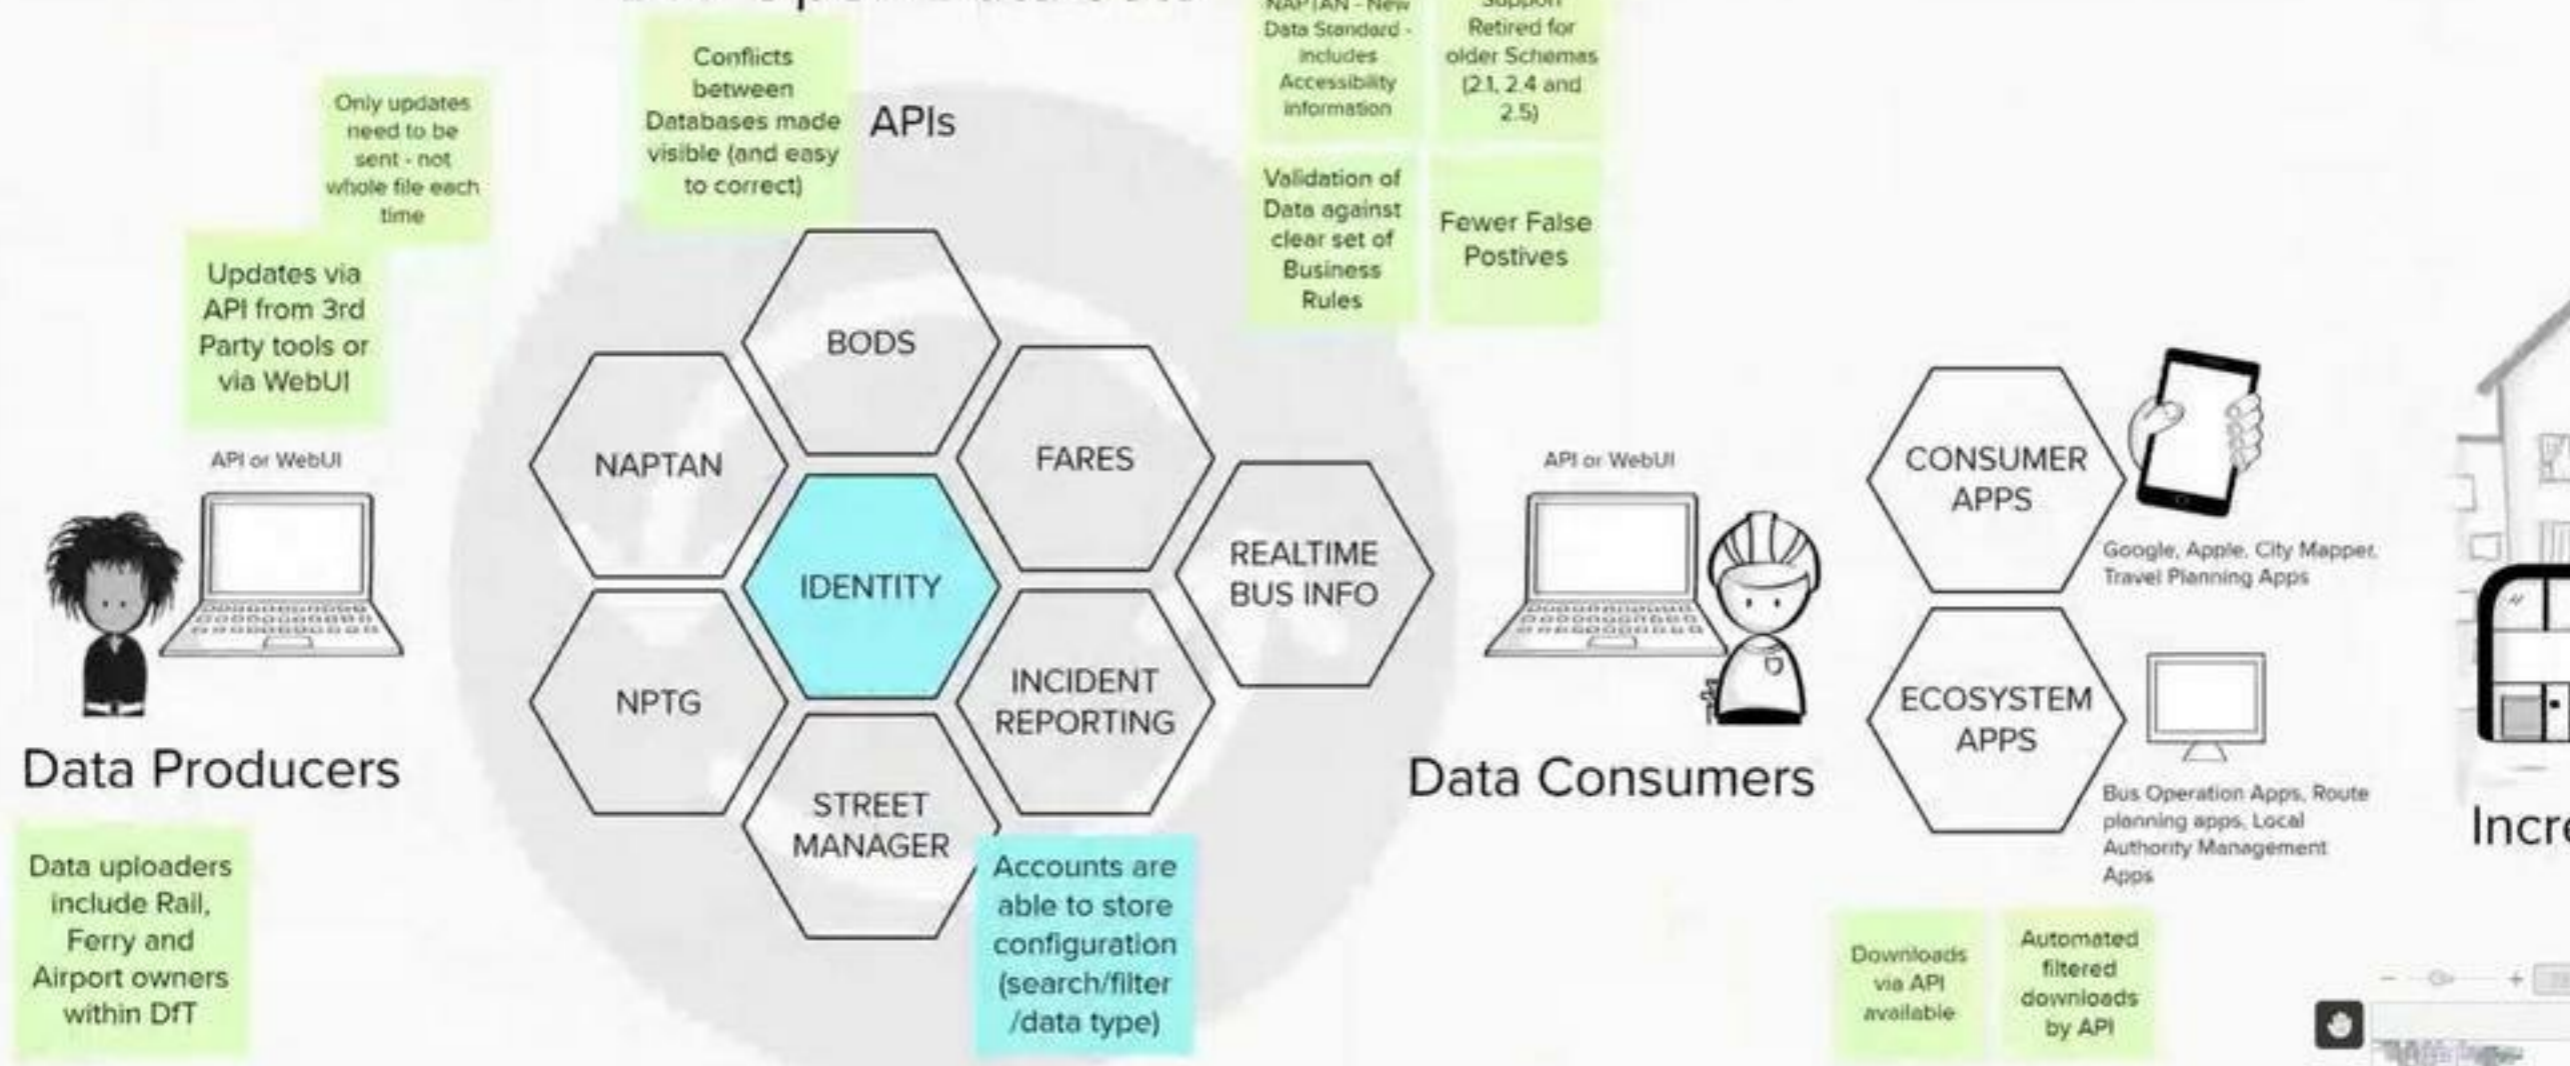 NAPTAN - New
Data Standard -
includes
Accessibility
information
Support
Retired for
older Schemas
(2.1, 2.4 and
2.5)
Conflicts
between
Databases made
visible (and easy
to correct)
APIs
Only updates
need to be
sent - not
whole file each
time
Validation of
Data against
clear set of
Business
Rules
Fewer False
Postives
Updates via
API from 3rd
Party tools or
via WebUI
BODS
NAPTAN
FARES
IDENTITY
REALTIME
BUS INFO
NPTG
INCIDENT
REPORTING
STREET
MANAGER
API or WebUI
Data Producers
Data uploaders
include Rail,
Ferry and
Airport owners
within DfT
Accounts are
able to store
configuration
(search/filter
/data type)
API or WebUI
Data Consumers
CONSUMER
APPS
Google, Apple, City Mapper,
Travel Planning Apps
ECOSYSTEM
APPS
Bus Operation Apps, Route
planning apps, Local
Authority Management
Apps
Downloads
via API
available
Automated
filtered
downloads
by API
Incre